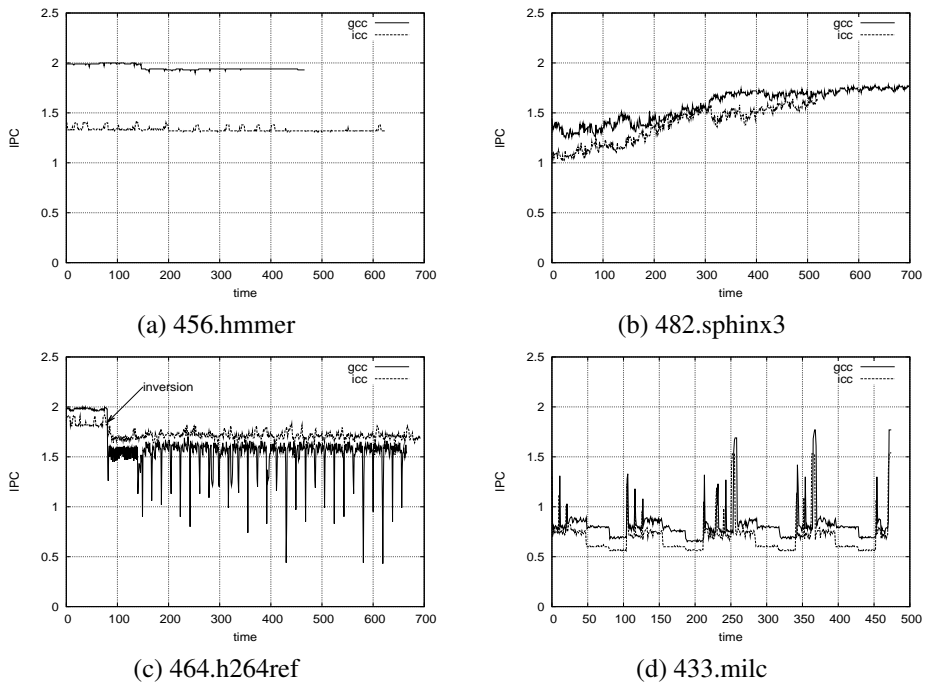 2.5
2
1.5
1
0.5
0
IPC
0 100 200 300 400 500 600 700
time
gcc
icc
(a) 456.hmmer
2.5
2
1.5
1
0.5
0
IPC
0 100 200 300 400 500 600 700
time
gcc
icc
(b) 482.sphinx3
2.5
2
1.5
1
0.5
0
IPC
0 100 200 300 400 500 600 700
time
gcc
icc
inversion
(c) 464.h264ref
2.5
2
1.5
1
0.5
0
IPC
0 50 100 150 200 250 300 350 400 450 500
time
gcc
icc
(d) 433.milc